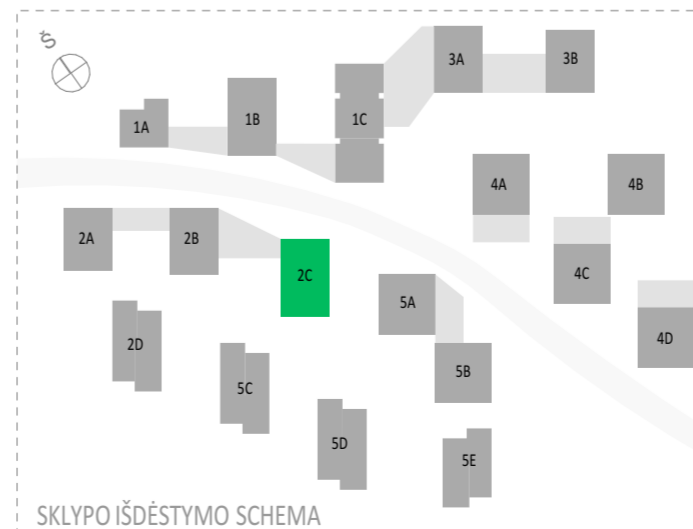 Š
3A
3B
1A
1B
1C
4A
4B
2A
2B
2C
4C
5A
2D
4D
5B
5C
5D
5E
SKLYPO IŠDĖSTYMO SCHEMA